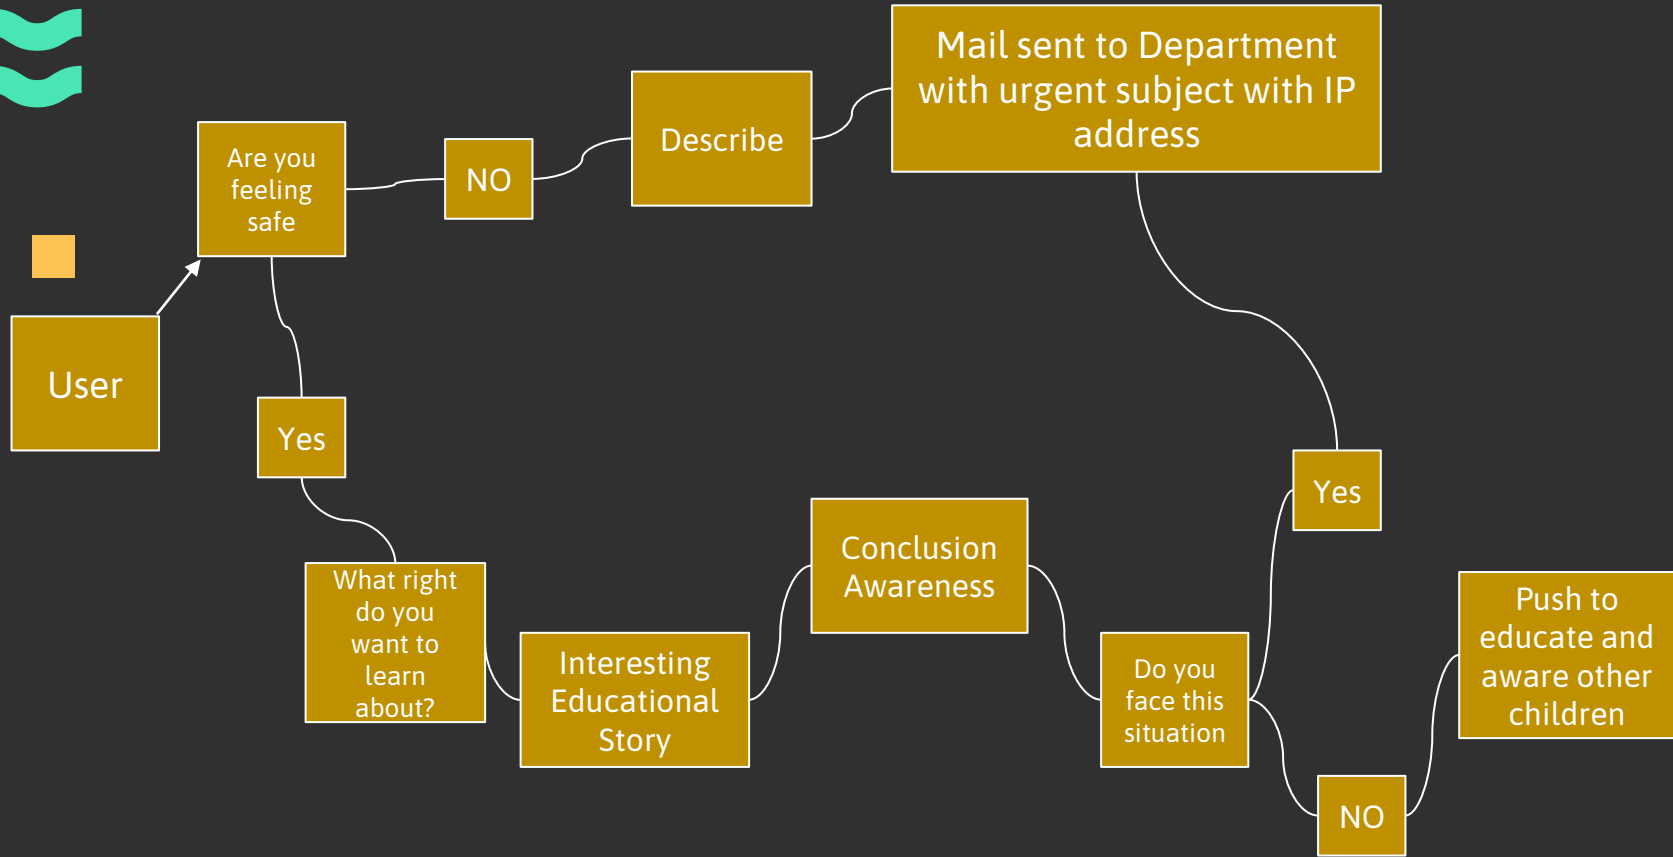 Mail sent to Department
with urgent subject with IP
address
Describe
NO
Are you
feeling
safe
User
Yes
What right
do you
want to
learn
about?
Interesting
Educational
Story
Conclusion
Awareness
Do you
face this
situation
Yes
NO
Push to
educate and
aware other
children